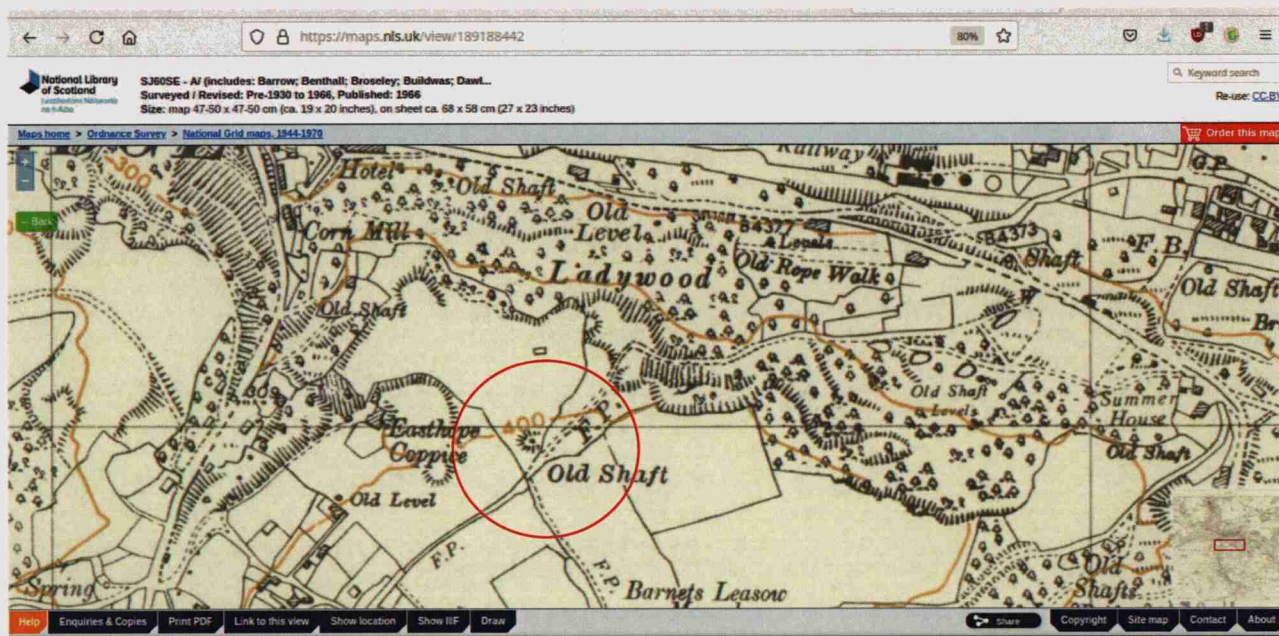 https://maps.nls.uk/view/189188442
80%
National Library
of Scotland
SJ60SE - A/ (includes: Barrow; Benthall; Broseley; Buildwas; Dawl...
Surveyed / Revised: Pre-1930 to 1966, Published: 1966
Size: map 47-50 x 47-50 cm (ca. 19 x 20 inches), on sheet ca. 68 x 58 cm (27 x 23 inches)
Keyword search
Re-use: CC-BY
Maps home > Ordnance Survey > National Grid maps, 1944-1970
Order this map
+
-
← Back
300
Hotel
Old Shaft
Railway
G.P.
Corn Mill
Old
Level
B4377
Levels
B4373
Shaft
F.B.
Ladywood
Old Rope Walk
Old Shaft
Old Shaft
W
Br
Old Shaft
Levels
Summer
House
400
F.P.
Easthope
Coppice
Old Shaft
Old Shaft
Old Level
F.P.
F.P.
Spring
Barnets Leasow
Old
Shafts
Help
Enquiries & Copies
Print PDF
Link to this view
Show location
Show IIIF
Draw
Share
Copyright
Site map
Contact
About